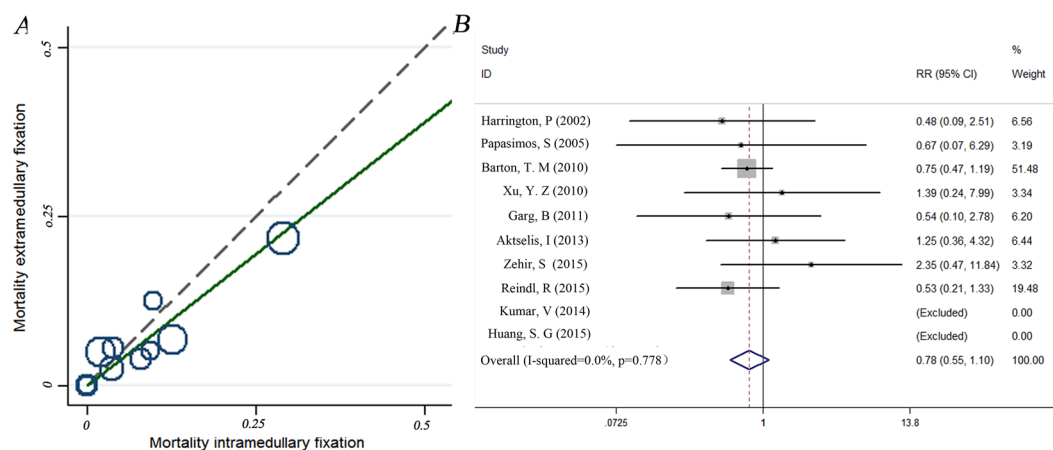 A
B
0.5
0.25
0
Mortality extramedullary fixation
0
0.25
0.5
Mortality intramedullary fixation
Study %
ID RR (95% CI) Weight
Harrington, P (2002) 0.48 (0.09, 2.51) 6.56
Papasimos, S (2005) 0.67 (0.07, 6.29) 3.19
Barton, T. M (2010) 0.75 (0.47, 1.19) 51.48
Xu, Y. Z (2010) 1.39 (0.24, 7.99) 3.34
Garg, B (2011) 0.54 (0.10, 2.78) 6.20
Aktselis, I (2013) 1.25 (0.36, 4.32) 6.44
Zehir, S (2015) 2.35 (0.47, 11.84) 3.32
Reindl, R (2015) 0.53 (0.21, 1.33) 19.48
Kumar, V (2014) (Excluded) 0.00
Huang, S. G (2015) (Excluded) 0.00
Overall (I-squared=0.0%, p=0.778) 0.78 (0.55, 1.10) 100.00
.0725 1 13.8